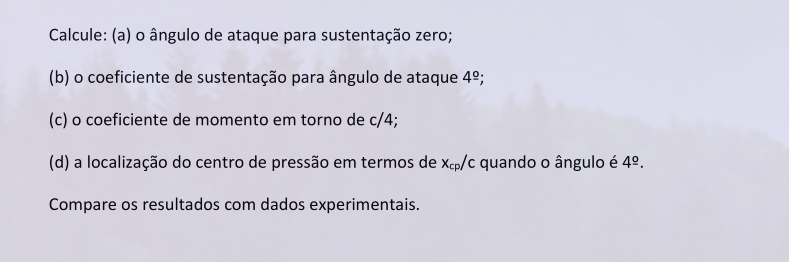 Calcule: (a) o ângulo de ataque para sustentação zero;
(b) o coeficiente de sustentação para ângulo de ataque 4º;
(c) o coeficiente de momento em torno de c/4;
(d) a localização do centro de pressão em termos de xcp/c quando o ângulo é 4º.
Compare os resultados com dados experimentais.